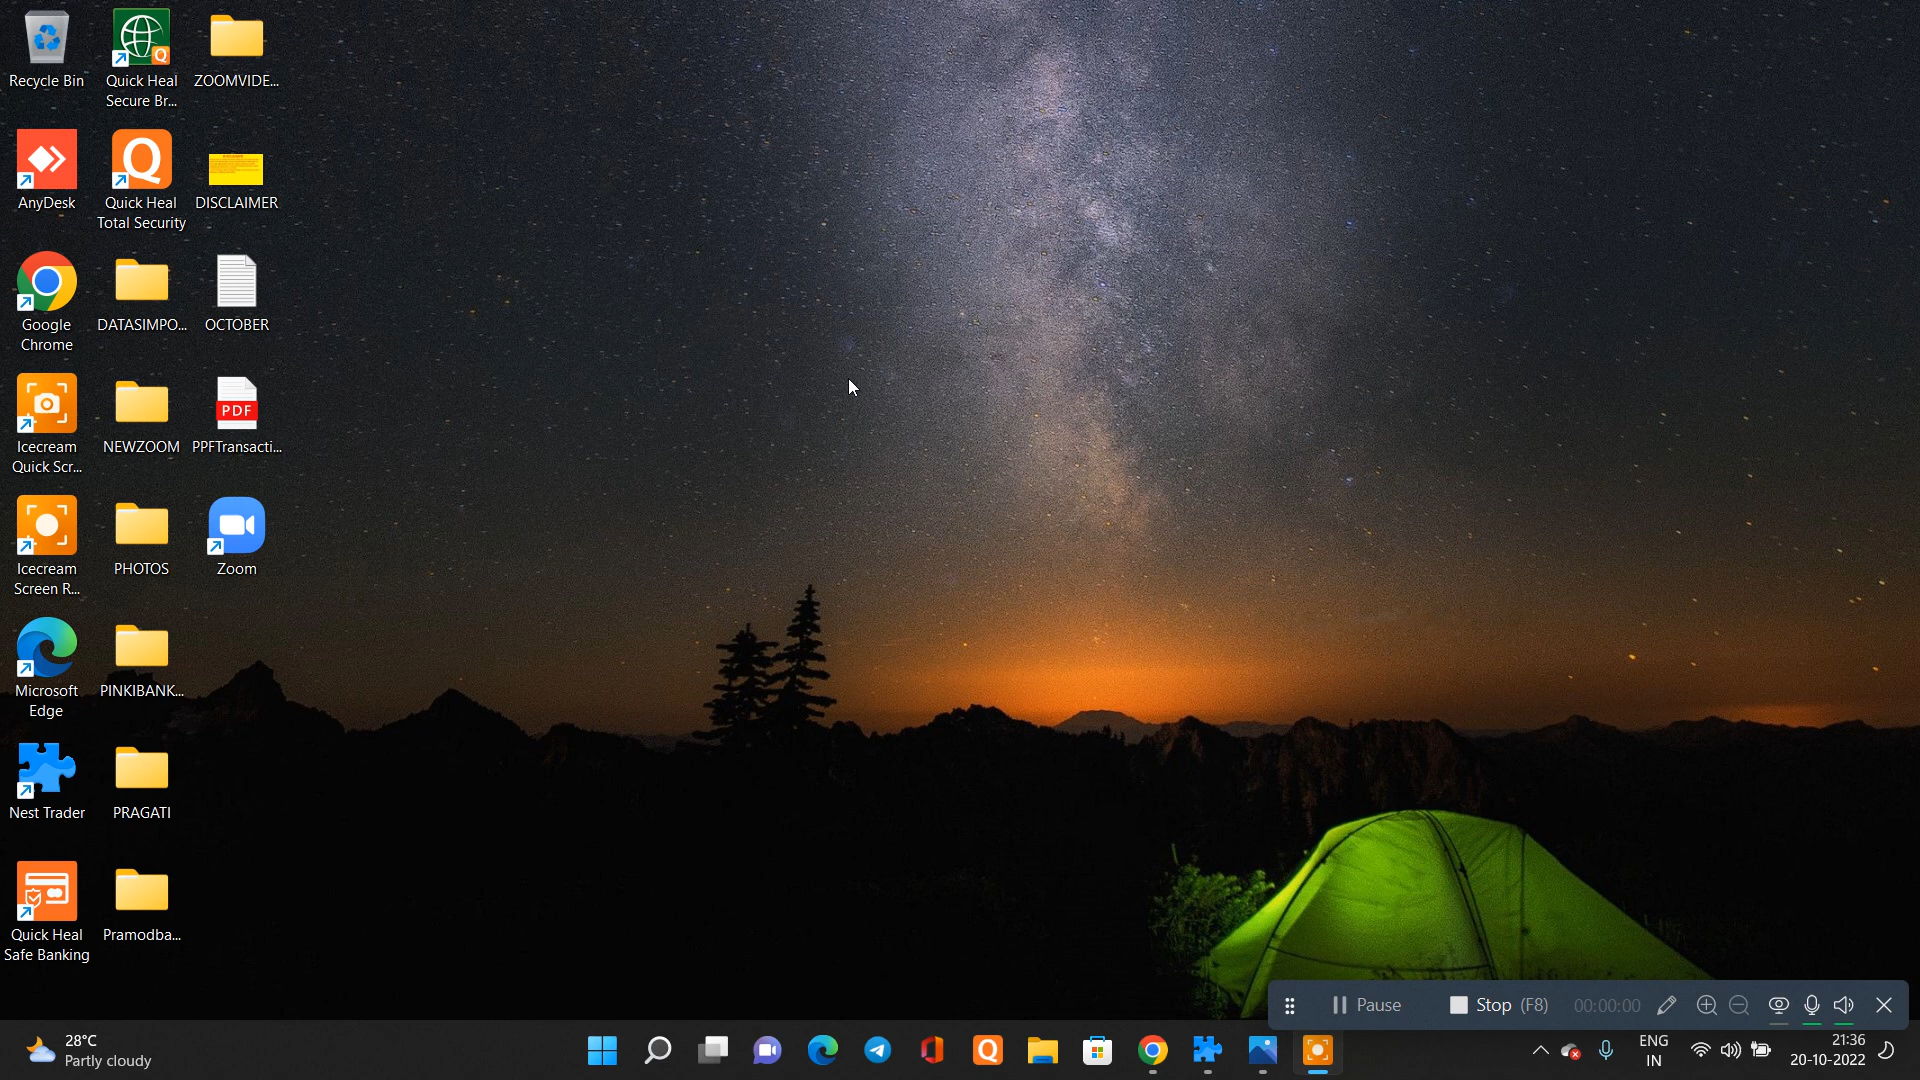 Recycle Bin
Quick Heal
Secure Br...
ZOOMVIDE...
AnyDesk
Quick Heal
Total Security
DISCLAIMER
Google
Chrome
DATASIMPO...
OCTOBER
Icecream
Quick Scr...
NEWZOOM
PDF
PPFTransacti...
Icecream
Screen R...
PHOTOS
Zoom
Microsoft
Edge
PINKIBANK...
Nest Trader
PRAGATI
Quick Heal
Safe Banking
Pramodba...
Pause
Stop (F8)
00:00:00
28°C
Partly cloudy
ENG
IN
21:36
20-10-2022